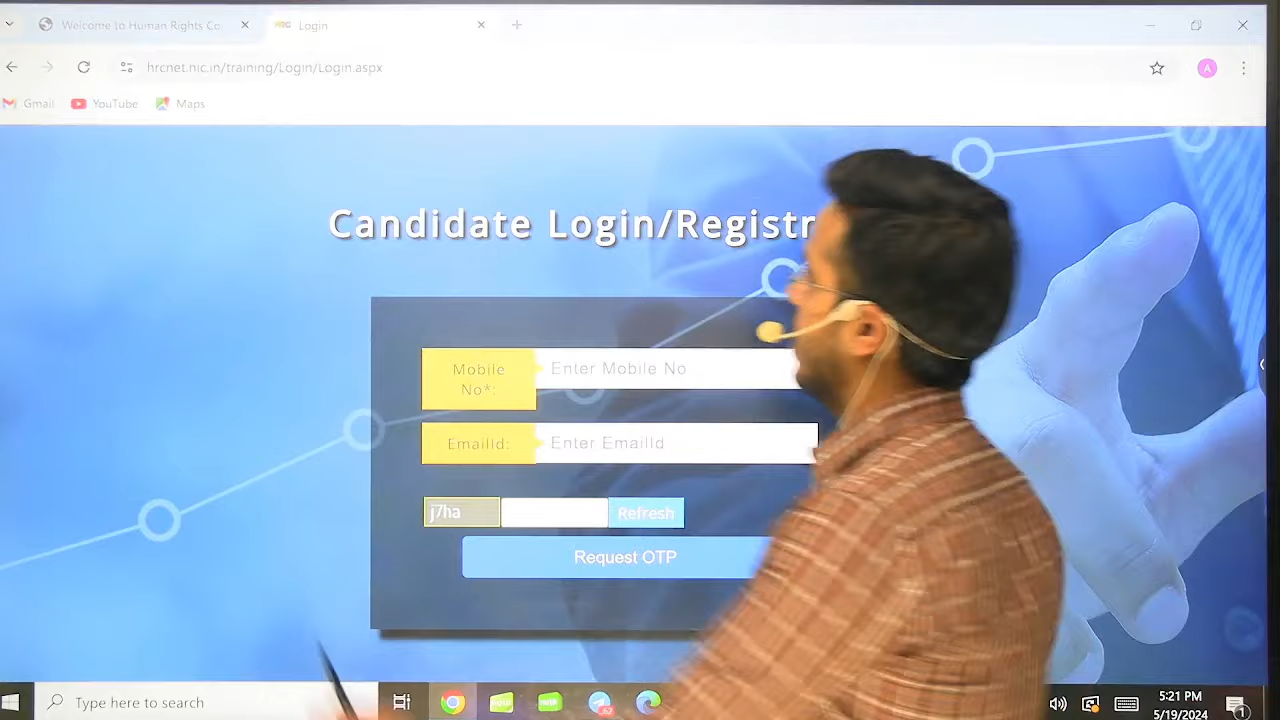 Welcome to Human Rights Co
HRC Login
hrcnet.nic.in/training/Login/Login.aspx
A
Gmail YouTube Maps
Candidate Login/Registr
Mobile No*: Enter Mobile No
EmailId: Enter EmailId
j7ha Refresh
Request OTP
Type here to search
5:21 PM
5/19/2024